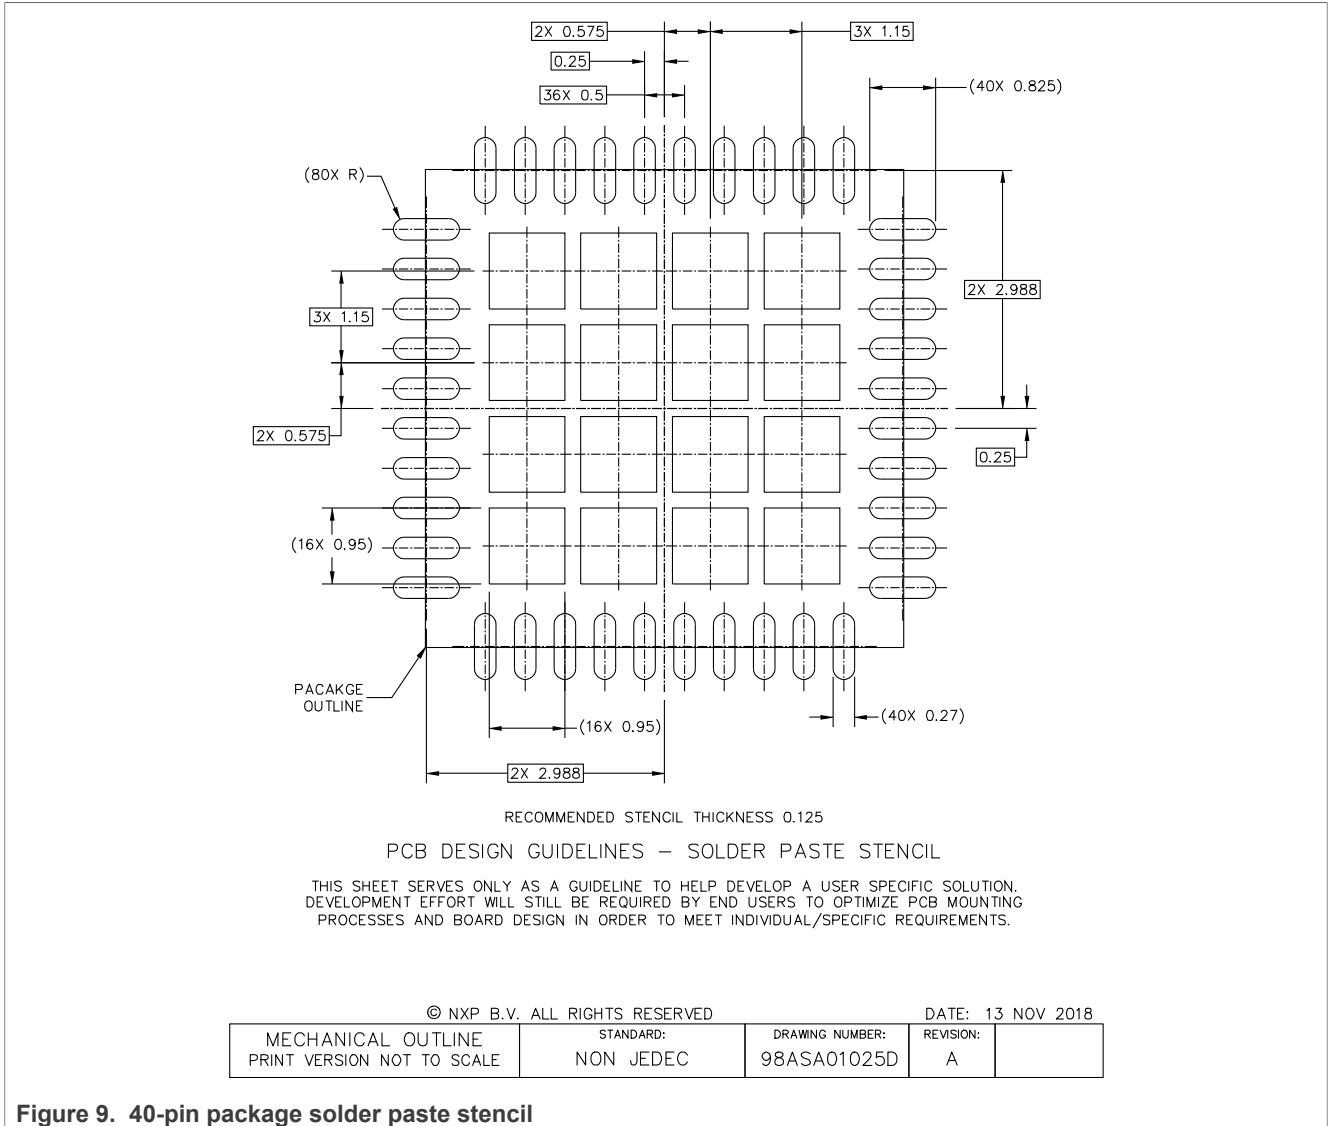 2X 0.575
3X 1.15
0.25
36X 0.5
(40X 0.825)
(80X R)
2X 2.988
3X 1.15
2X 0.575
0.25
(16X 0.95)
PACAKGE
OUTLINE
(16X 0.95)
(40X 0.27)
2X 2.988
RECOMMENDED STENCIL THICKNESS 0.125
PCB DESIGN GUIDELINES – SOLDER PASTE STENCIL
THIS SHEET SERVES ONLY AS A GUIDELINE TO HELP DEVELOP A USER SPECIFIC SOLUTION.
DEVELOPMENT EFFORT WILL STILL BE REQUIRED BY END USERS TO OPTIMIZE PCB MOUNTING
PROCESSES AND BOARD DESIGN IN ORDER TO MEET INDIVIDUAL/SPECIFIC REQUIREMENTS.
© NXP B.V. ALL RIGHTS RESERVED
DATE: 13 NOV 2018
MECHANICAL OUTLINE
PRINT VERSION NOT TO SCALE
STANDARD:
NON JEDEC
DRAWING NUMBER:
98ASA01025D
REVISION:
A
Figure 9. 40-pin package solder paste stencil